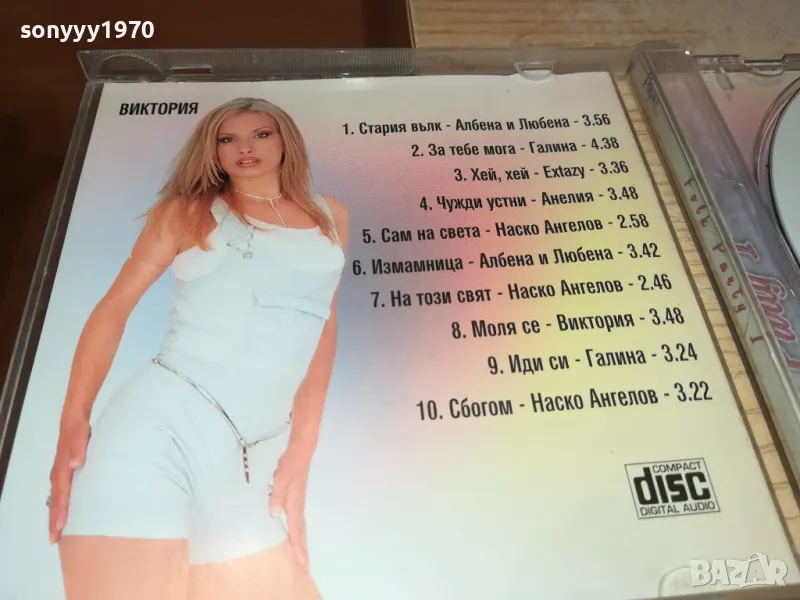 sonyyy1970
ВИКТОРИЯ
1. Стария вълк - Албена и Любена - 3.56
2. За тебе мога - Галина - 4.38
3. Хей, хей - Extazy - 3.36
4. Чужди устни - Анелия - 3.48
5. Сам на света - Наско Ангелов - 2.58
6. Измамница - Албена и Любена - 3.42
7. На този свят - Наско Ангелов - 2.46
8. Моля се - Виктория - 3.48
9. Иди си - Галина - 3.24
10. Сбогом - Наско Ангелов - 3.22
COMPACT
disc
DIGITAL AUDIO
BAZAR